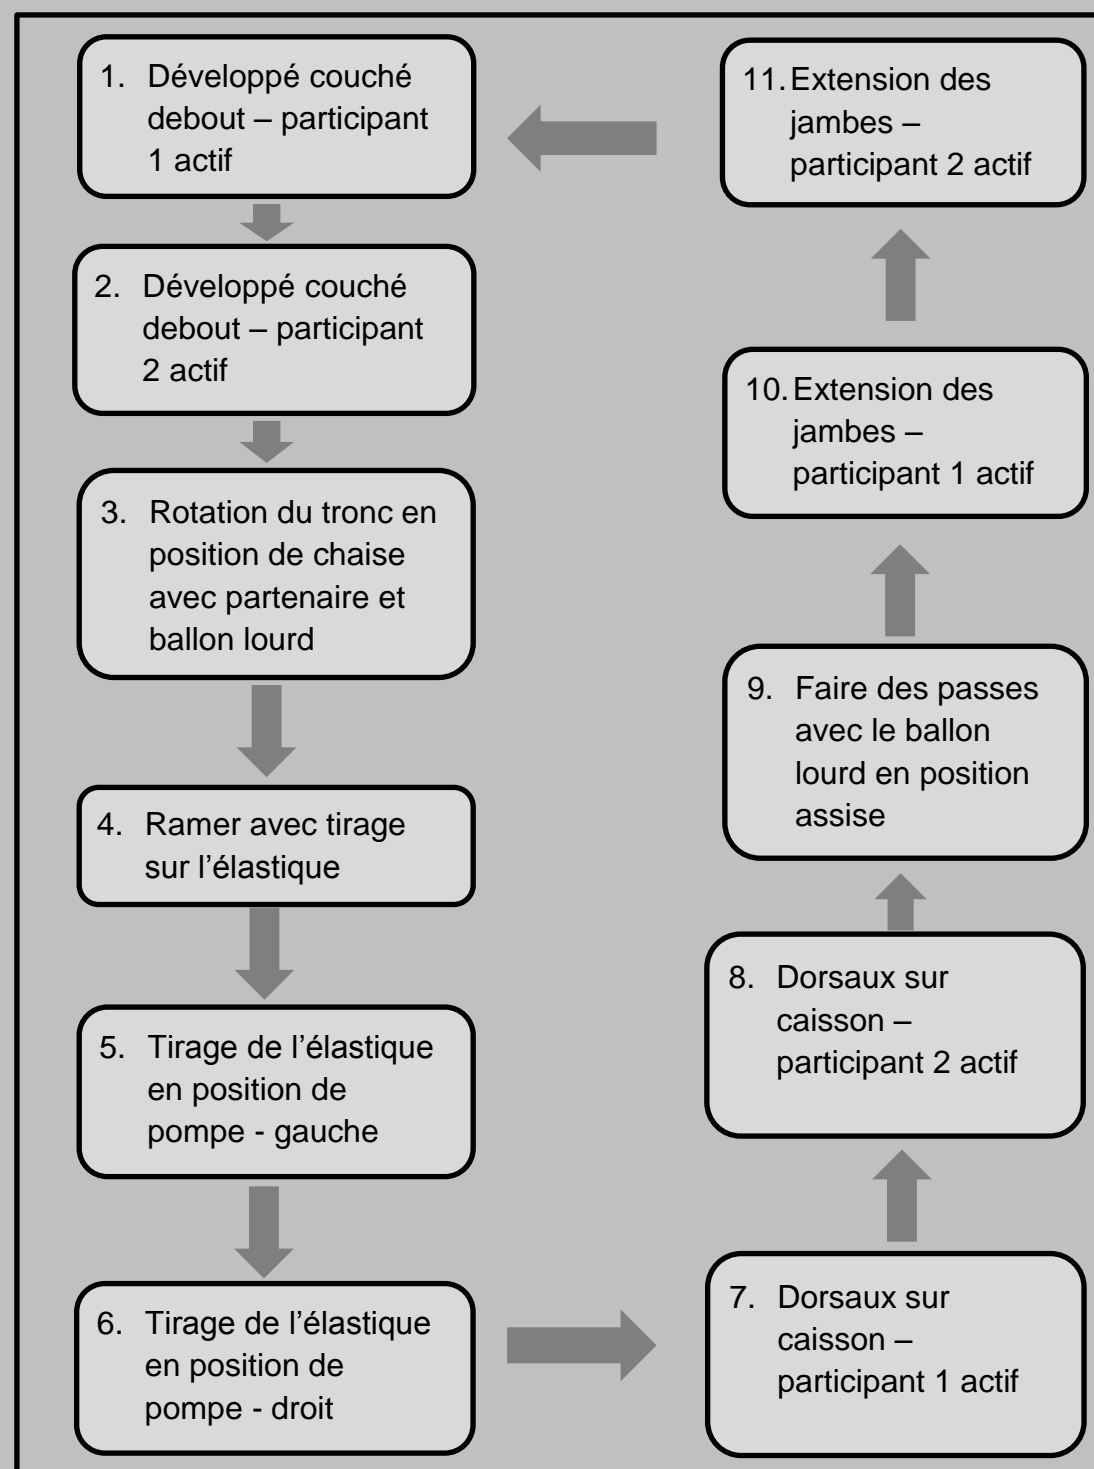 1. Développé couché
debout – participant
1 actif
2. Développé couché
debout – participant
2 actif
3. Rotation du tronc en
position de chaise
avec partenaire et
ballon lourd
4. Ramer avec tirage
sur l’élastique
5. Tirage de l’élastique
en position de
pompe - gauche
6. Tirage de l’élastique
en position de
pompe - droit
7. Dorsaux sur
caisson –
participant 1 actif
8. Dorsaux sur
caisson –
participant 2 actif
9. Faire des passes
avec le ballon
lourd en position
assise
10. Extension des
jambes –
participant 1 actif
11. Extension des
jambes –
participant 2 actif